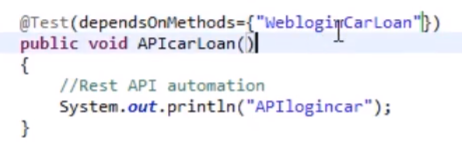 @Test(dependsOnMethods={"WebloginCarLoan"})
public void APIcarLoan()
{
//Rest API automation
System.out.println("APIlogincar");
}